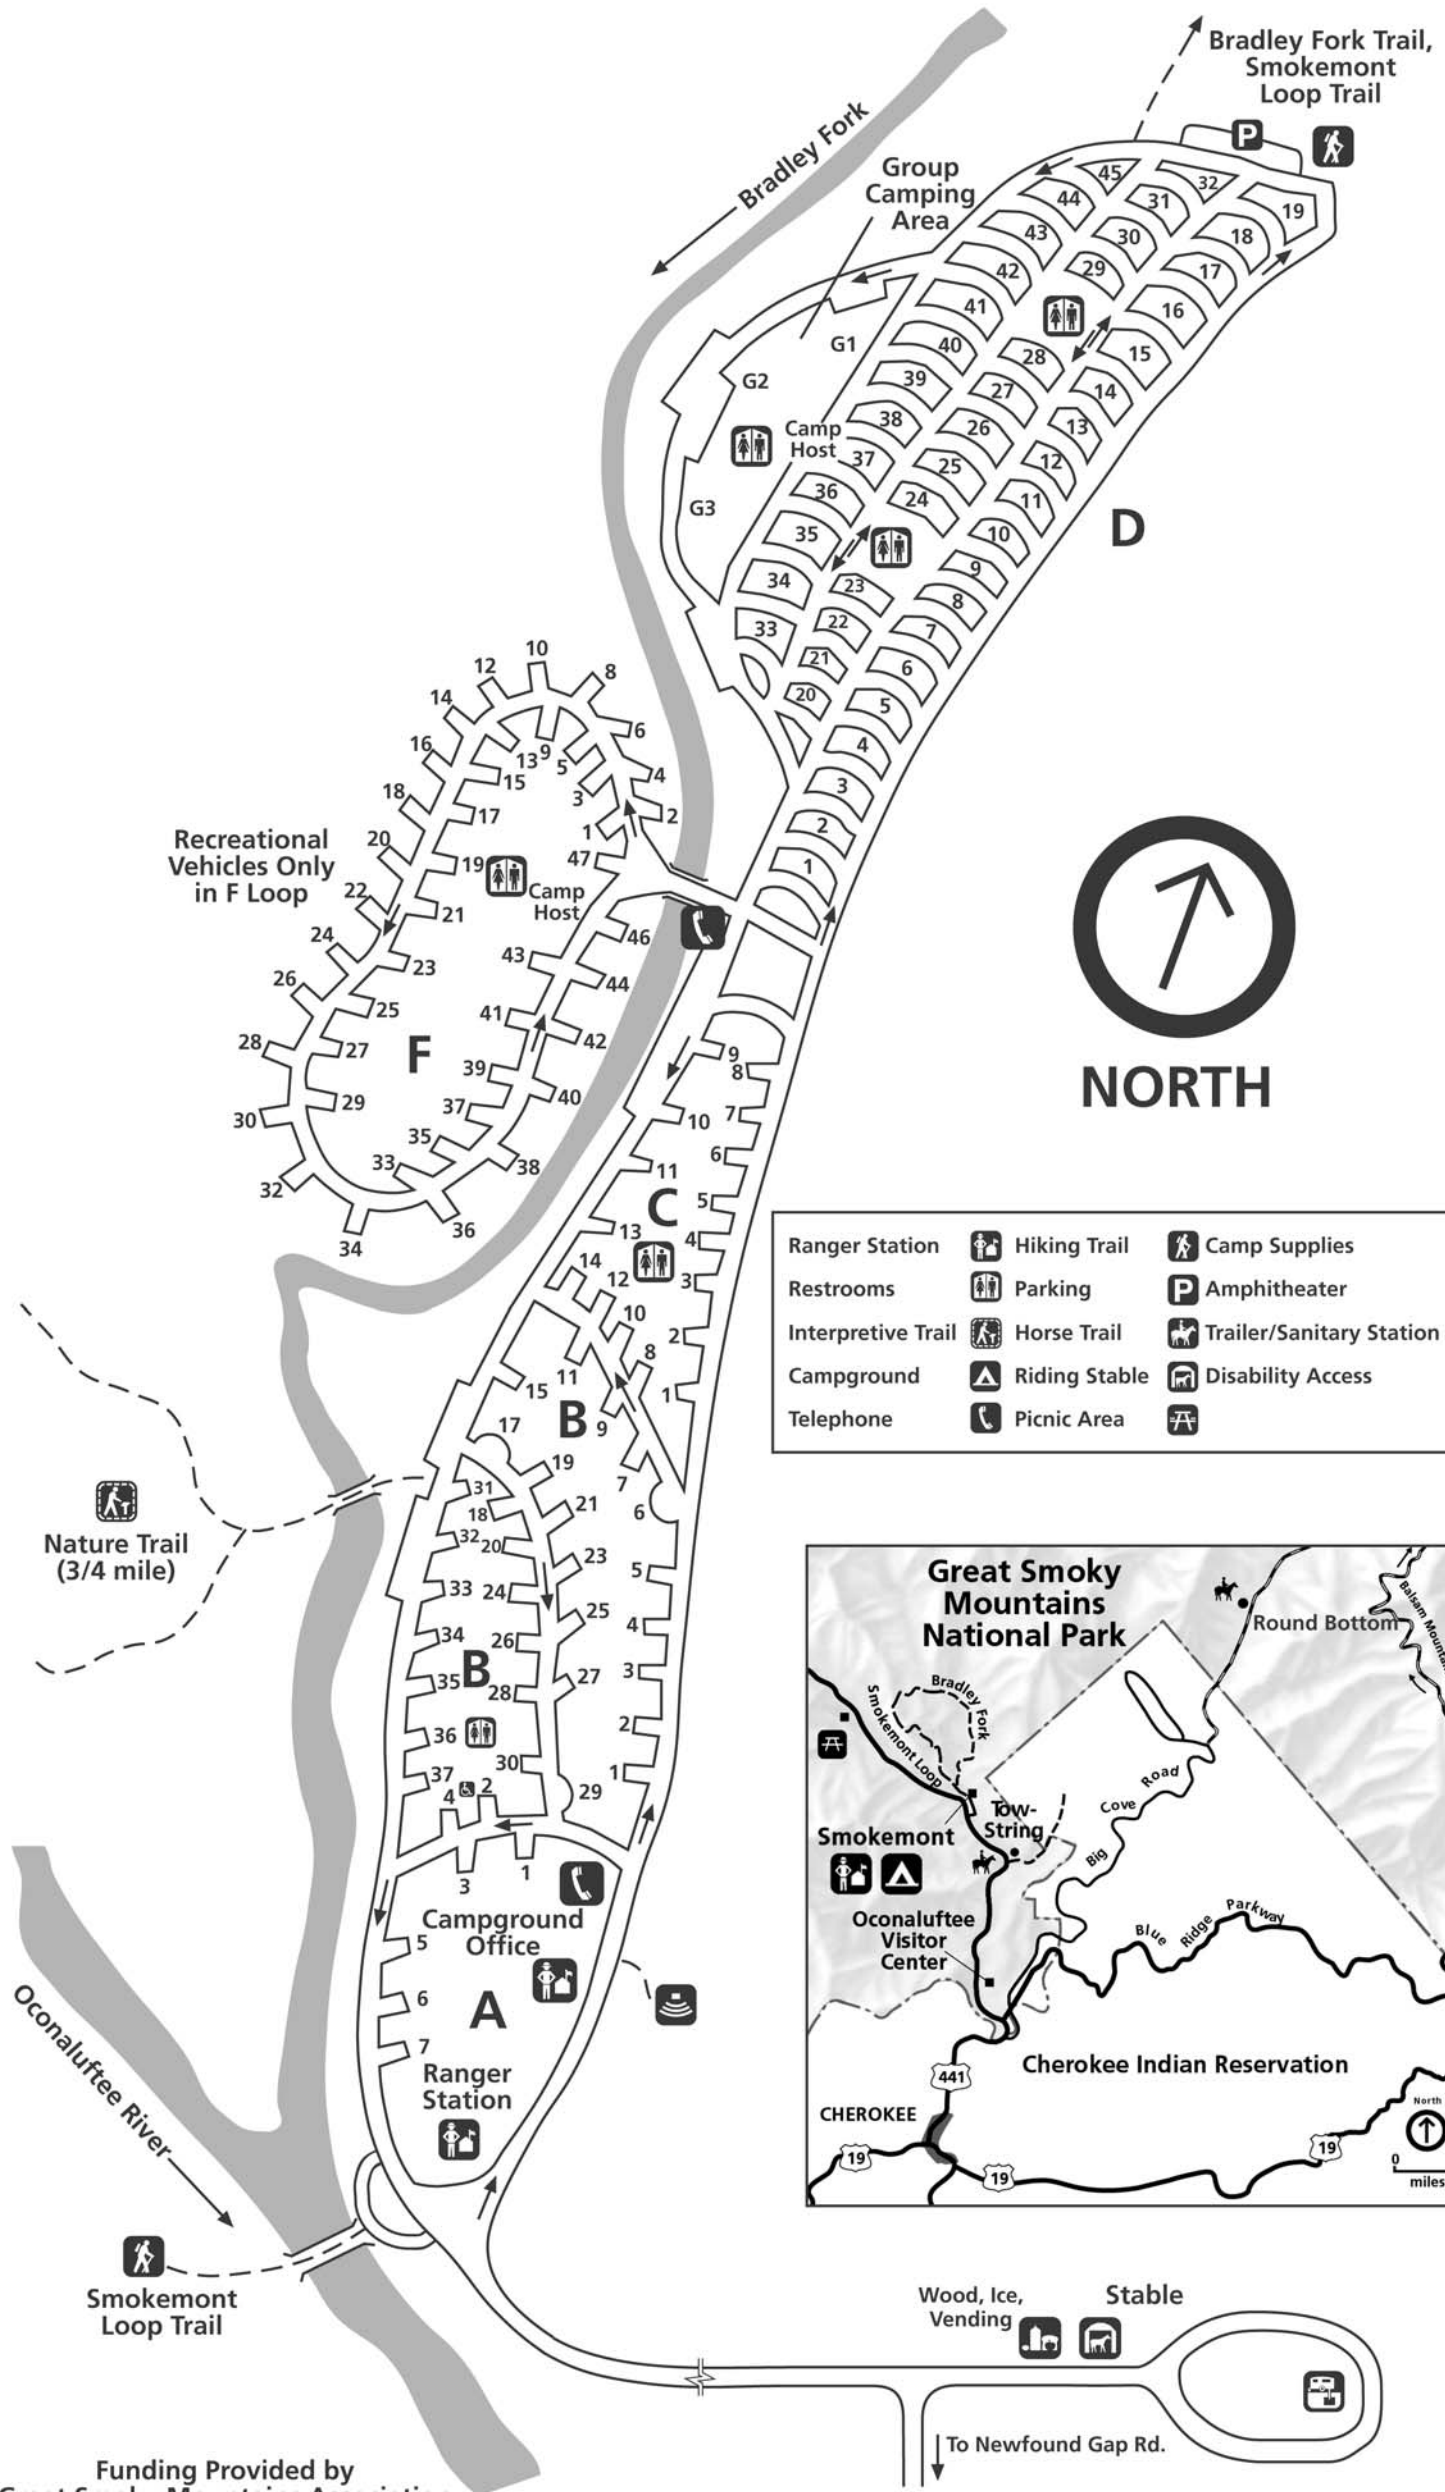 Bradley Fork Trail,
Smokemont
Loop Trail
P
Bradley Fork
Group
Camping
Area
45
32
44
31
19
43
30
18
42
29
17
41
16
G1
40
28
15
G2
39
27
14
38
26
13
Camp
Host
37
25
12
36
24
11
G3
35
10
D
34
23
9
8
33
22
7
21
6
20
5
4
3
2
1
10
12
8
14
6
16
13
9
5
4
15
3
18
2
17
1
Recreational
Vehicles Only
in F Loop
20
19
47
Camp
Host
22
21
24
46
23
43
26
44
25
41
28
27
42
F
39
29
40
30
37
35
38
33
32
36
34
NORTH
9
8
10
7
6
11
C
5
13
4
14
12
3
10
2
8
11
15
1
B
9
17
19
7
31
21
6
18
32
20
23
5
33
24
25
4
34
26
B
3
35
28
27
2
36
30
1
37
29
4
2
1
3
Ranger Station
Hiking Trail
Camp Supplies
Restrooms
Parking
P
Amphitheater
Interpretive Trail
Horse Trail
Trailer/Sanitary Station
Campground
Riding Stable
Disability Access
Telephone
Picnic Area
Nature Trail
(3/4 mile)
Campground
Office
5
6
A
7
Ranger
Station
Oconaluftee River
Smokemont
Loop Trail
Great Smoky
Mountains
National Park
Round Bottom
Balsam
Bradley Fork
Smokemont Loop
Tow-
String
Smokemont
Big Cove Road
Oconaluftee
Visitor
Center
Blue Ridge Parkway
441
Cherokee Indian Reservation
CHEROKEE
19
19
19
North
0
miles
Wood, Ice,
Vending
Stable
To Newfound Gap Rd.
Funding Provided by